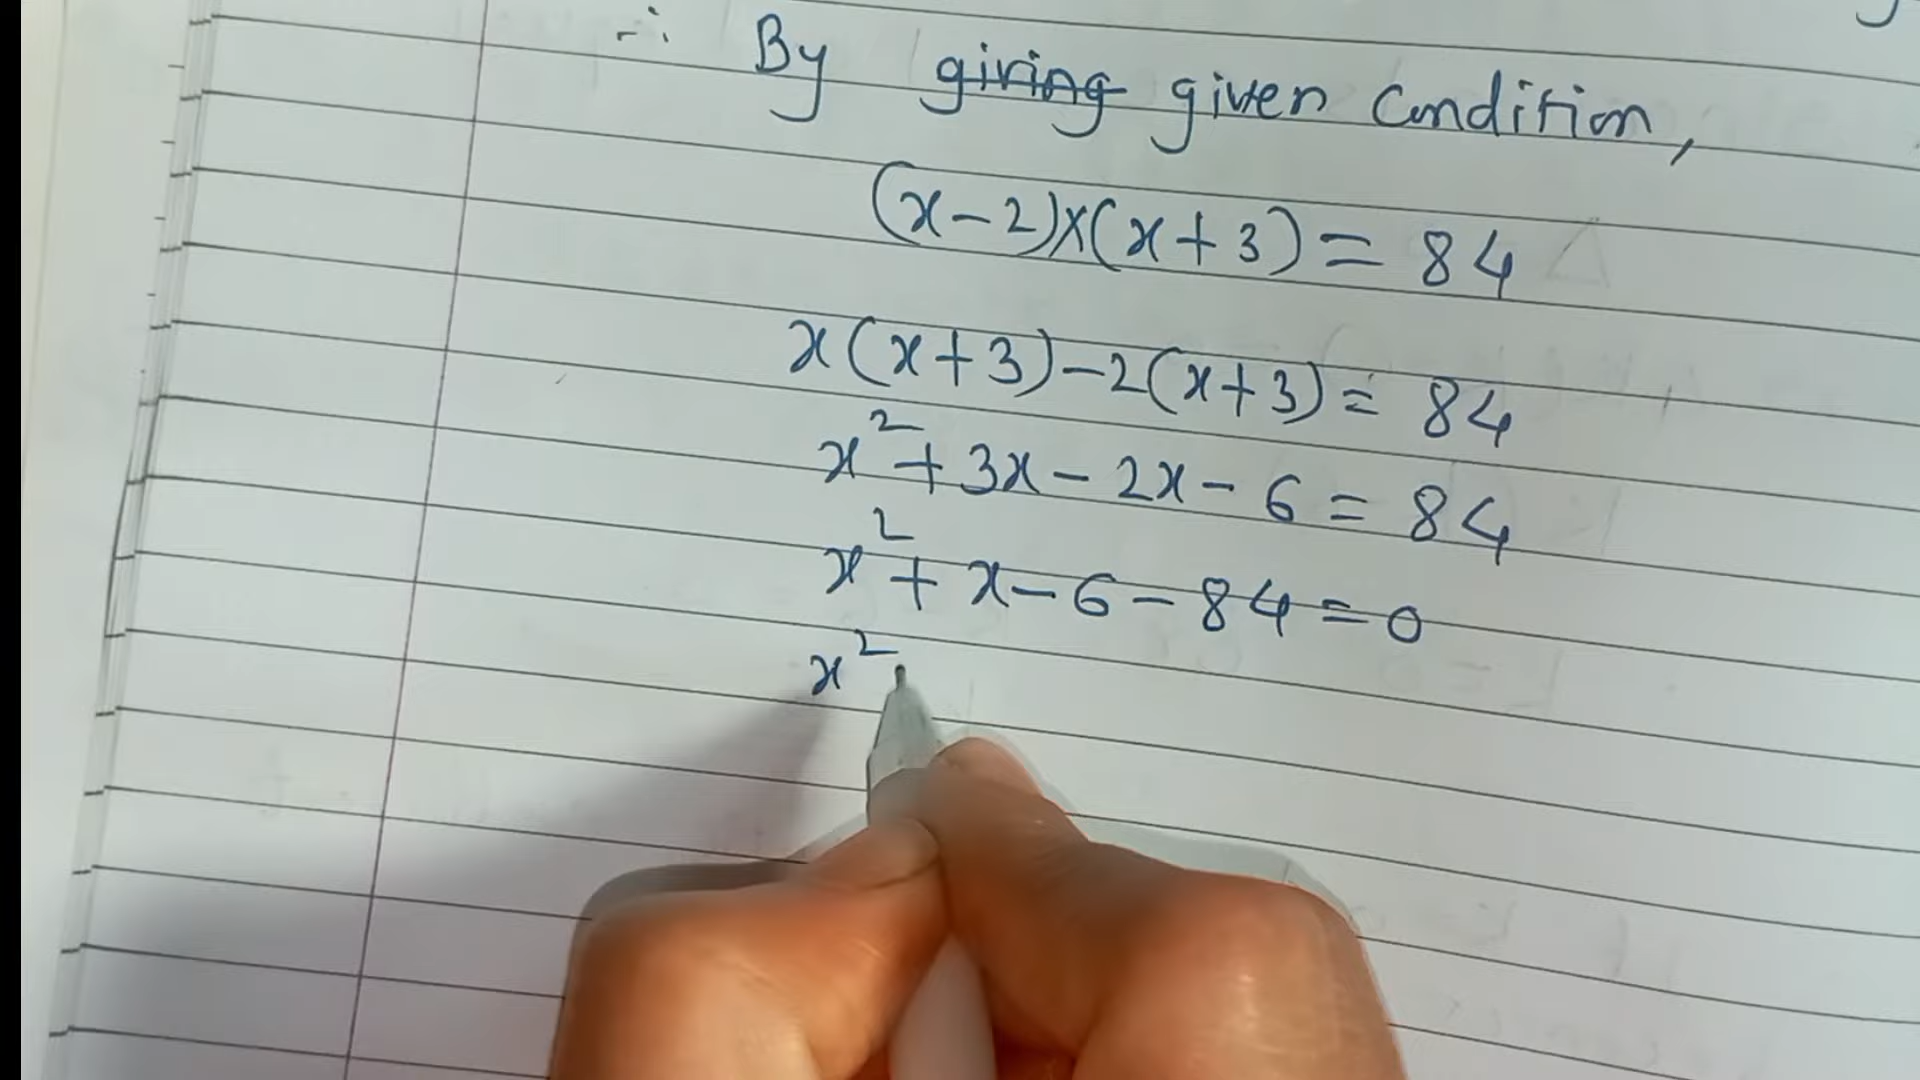 ∴ By giving given Condition,
(x-2)×(x+3) = 84
x(x+3)-2(x+3) = 84
x² + 3x - 2x - 6 = 84
x² + x - 6 - 84 = 0
x²